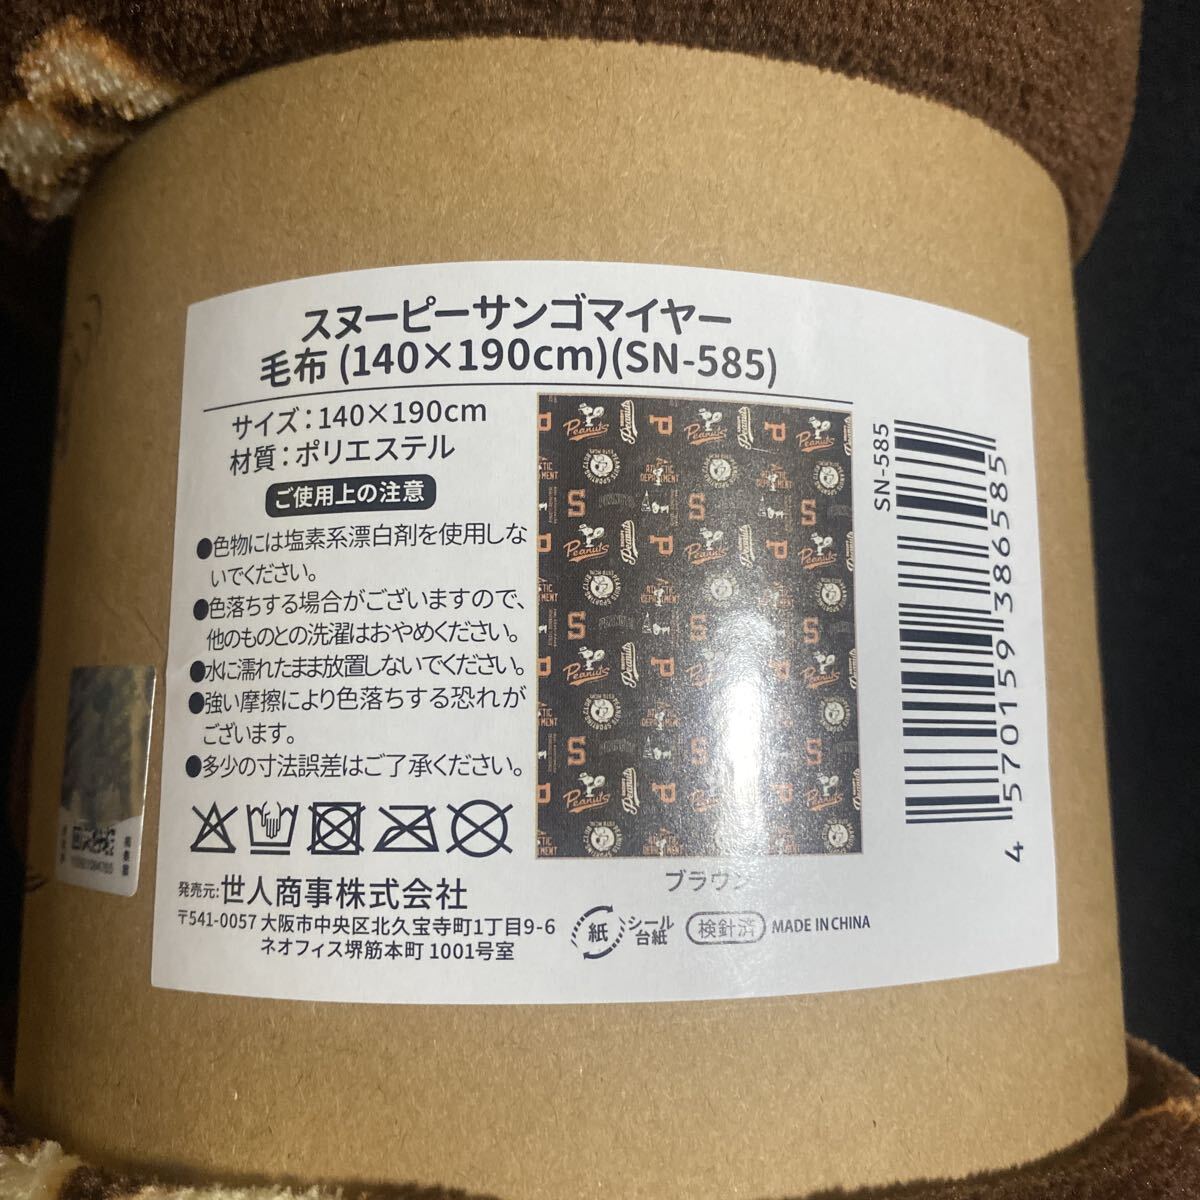 スヌーピーサンゴマイヤー
毛布 (140×190cm)(SN-585)
サイズ：140×190cm
材質：ポリエステル
ご使用上の注意
●色物には塩素系漂白剤を使用しな
いでください。
●色落ちする場合がございますので、
他のものとの洗濯はおやめください。
●水に濡れたまま放置しないでください。
●強い摩擦により色落ちする恐れが
ございます。
●多少の寸法誤差はご了承ください。
発売元：世人商事株式会社
〒541-0057 大阪市中央区北久宝寺町1丁目9-6
ネオフィス堺筋本町 1001号室
紙
シール
台紙
検針済
MADE IN CHINA
ブラウン
SN-585
4 570159 386585
P
Peanuts
Peanuts
S